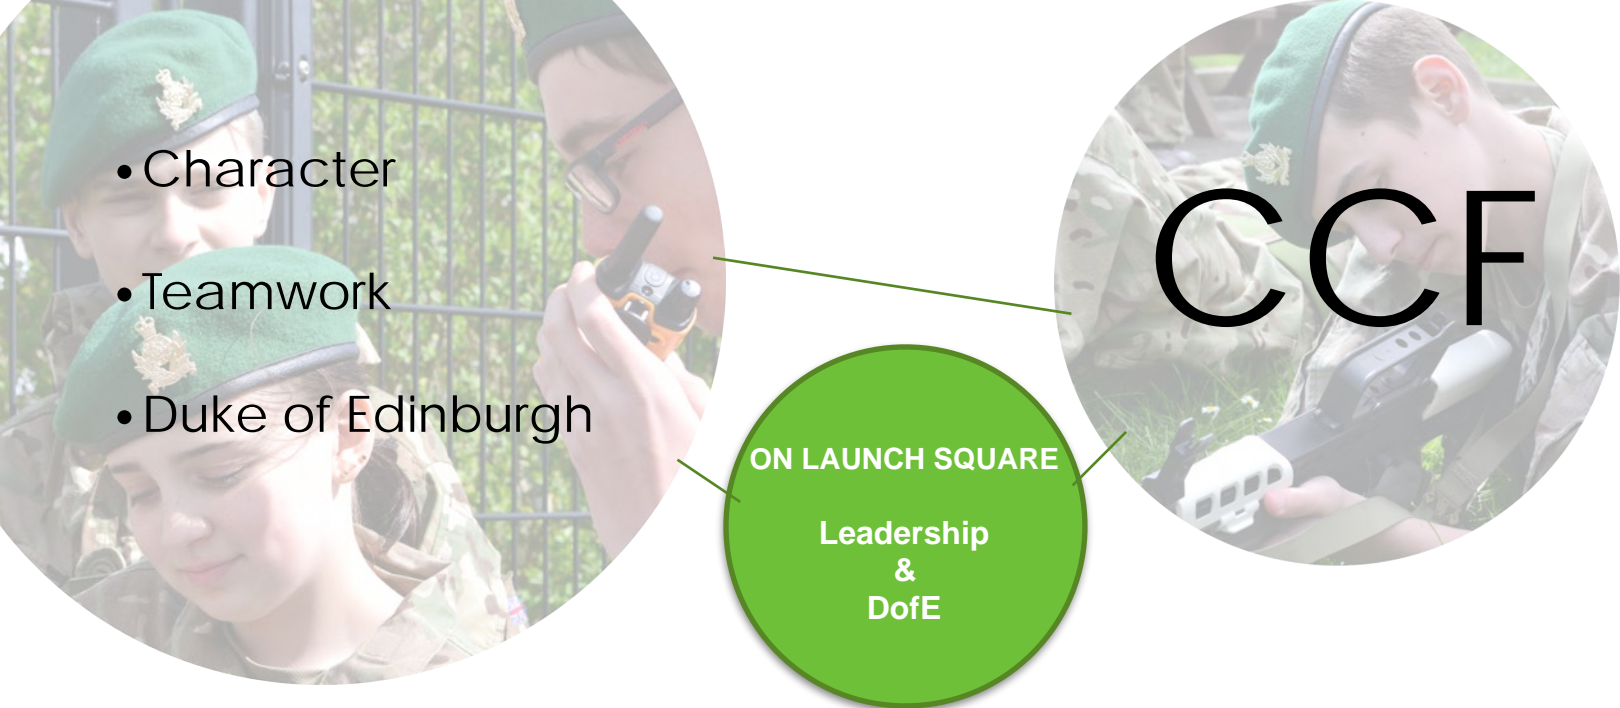 • Character
• Teamwork
• Duke of Edinburgh
CCF
ON LAUNCH SQUARE
Leadership
&
DofE